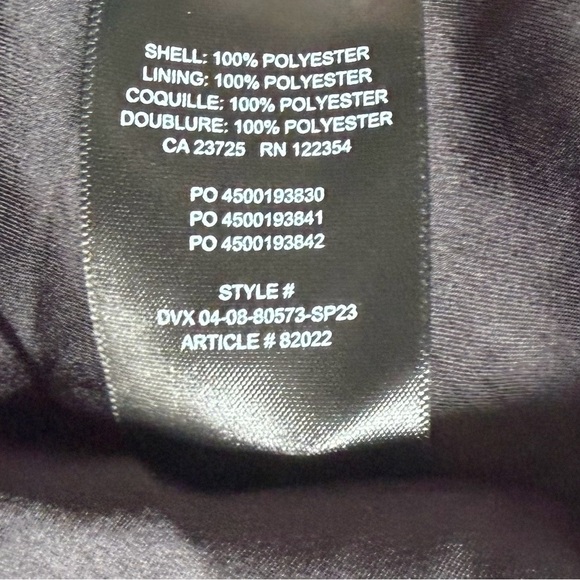 SHELL: 100% POLYESTER
LINING: 100% POLYESTER
COQUILLE: 100% POLYESTER
DOUBLURE: 100% POLYESTER
CA 23725 RN 122354
PO 4500193830
PO 4500193841
PO 4500193842
STYLE #
DVX 04-08-80573-SP23
ARTICLE # 82022